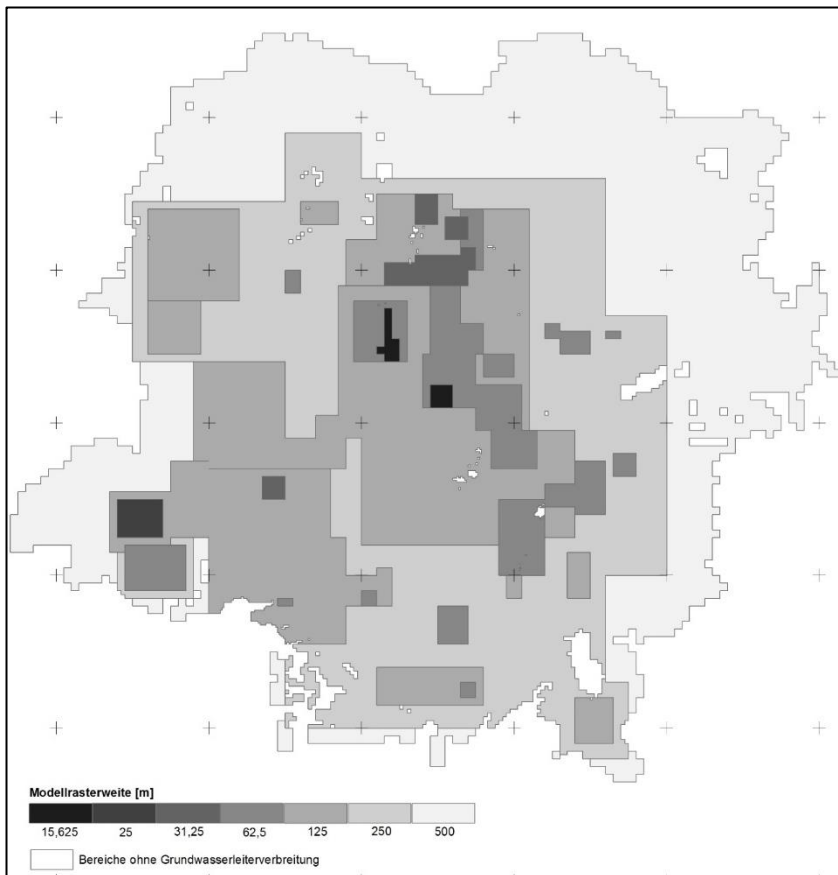 Modellrasterweite [m]
15,625 25 31,25 62,5 125 250 500
Bereiche ohne Grundwasserleiterverbreitung